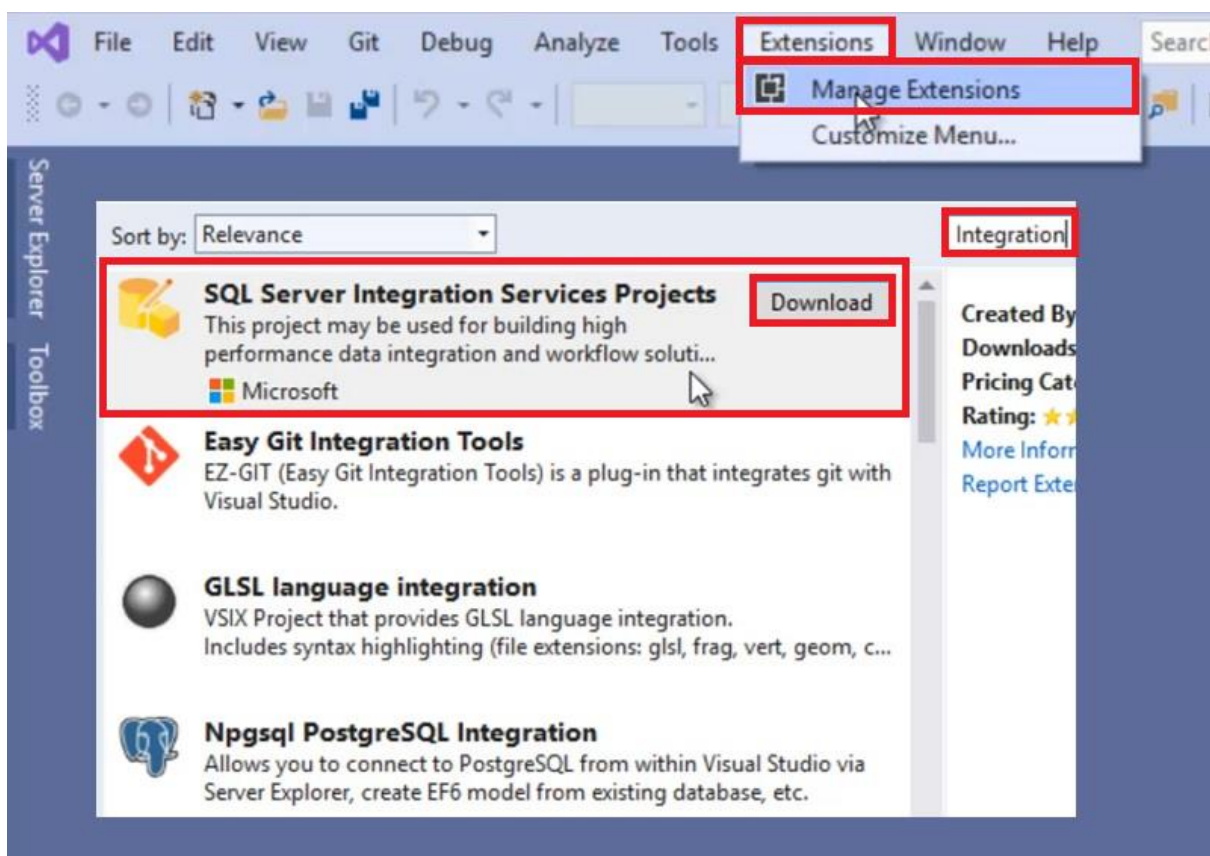 File Edit View Git Debug Analyze Tools Extensions Window Help Searc
Manage Extensions
Customize Menu...
Server Explorer
Toolbox
Sort by: Relevance
Integration
SQL Server Integration Services Projects
Download
This project may be used for building high
performance data integration and workflow soluti...
Microsoft
Easy Git Integration Tools
EZ-GIT (Easy Git Integration Tools) is a plug-in that integrates git with
Visual Studio.
GLSL language integration
VSIX Project that provides GLSL language integration.
Includes syntax highlighting (file extensions: glsl, frag, vert, geom, c...
Npgsql PostgreSQL Integration
Allows you to connect to PostgreSQL from within Visual Studio via
Server Explorer, create EF6 model from existing database, etc.
Created By
Downloads
Pricing Cat
Rating:
More Inforr
Report Exte